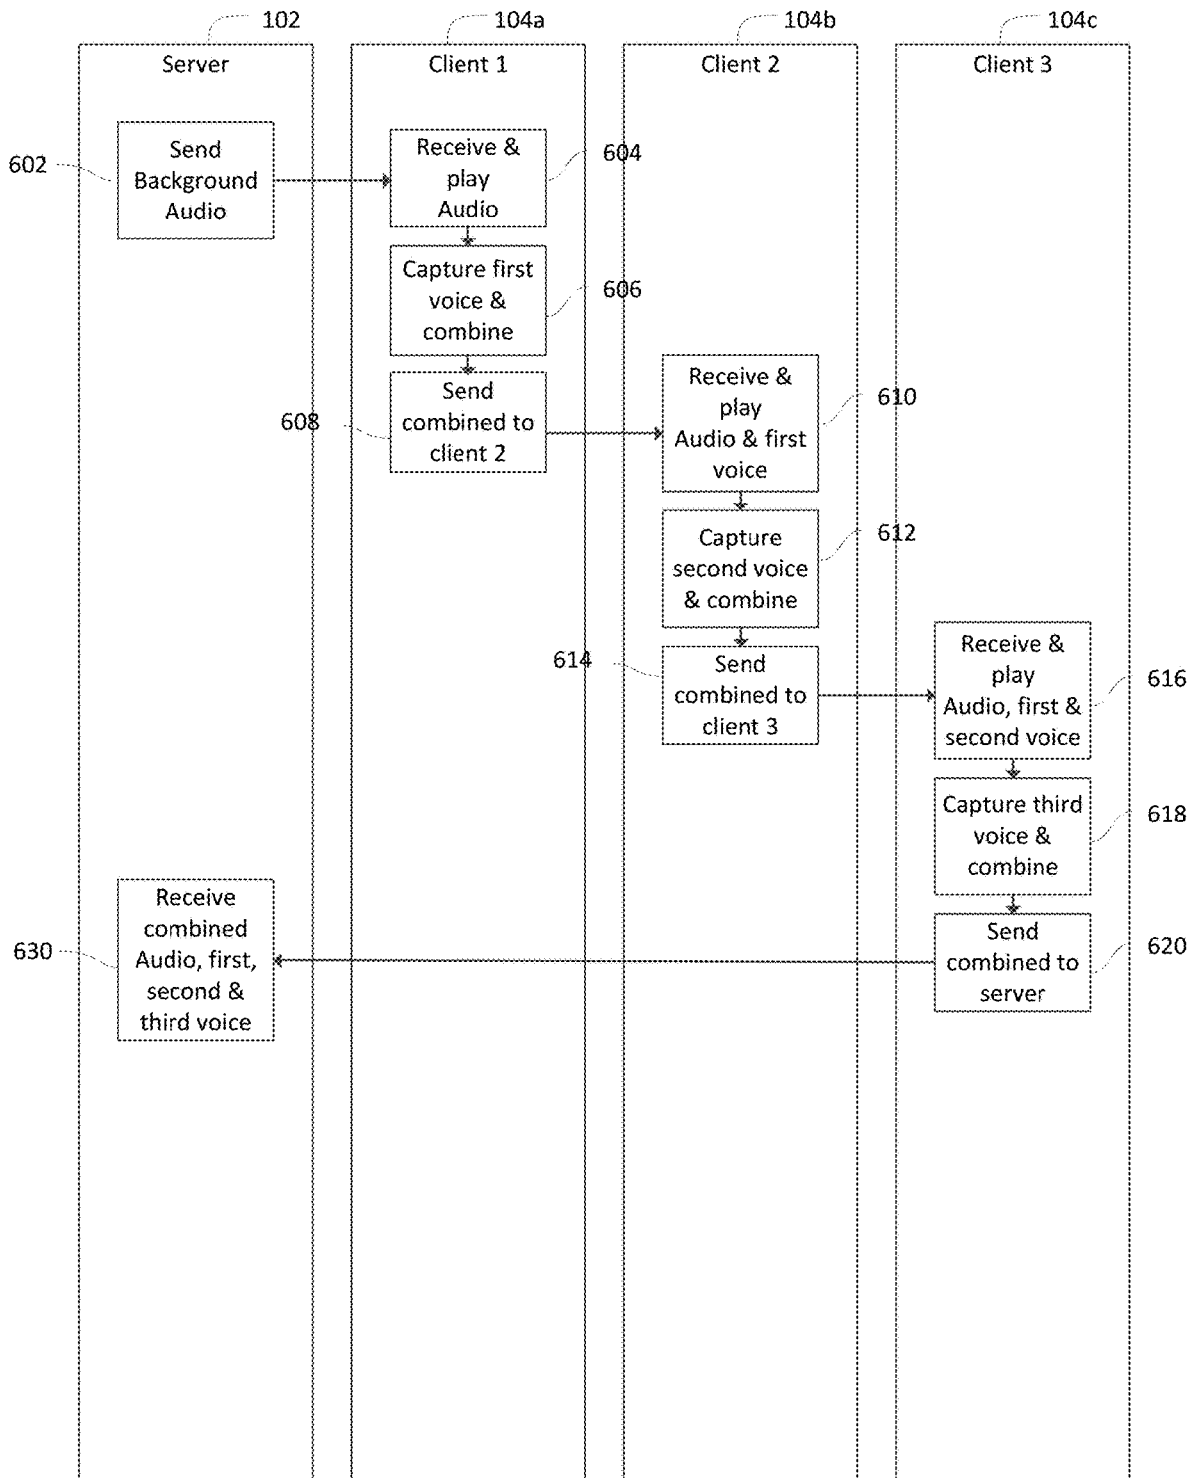 102
104a
104b
104c
Server
Client 1
Client 2
Client 3
602
Send
Background
Audio
Receive &
play
Audio
604
Capture first
voice &
combine
606
608
Send
combined to
client 2
Receive &
play
Audio & first
voice
610
Capture
second voice
& combine
612
614
Send
combined to
client 3
Receive &
play
Audio, first &
second voice
616
Capture third
voice &
combine
618
630
Receive
combined
Audio, first,
second &
third voice
Send
combined to
server
620